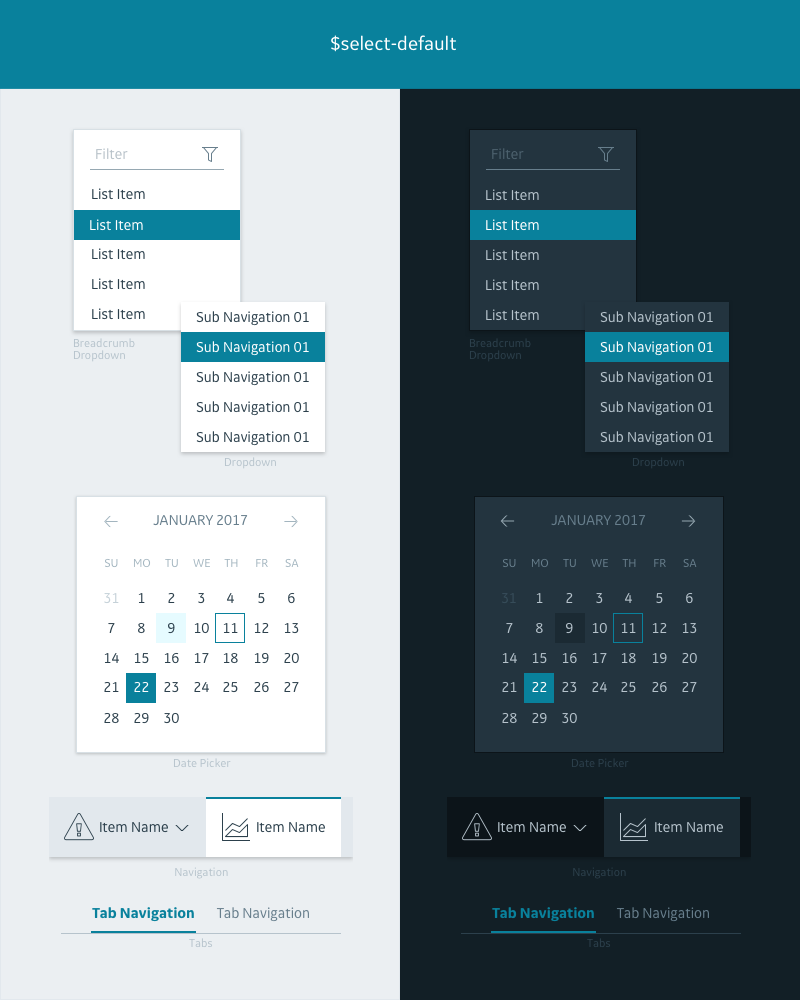 $select-default
Filter
List Item
List Item
List Item
List Item
List Item
Sub Navigation 01
Sub Navigation 01
Sub Navigation 01
Sub Navigation 01
Sub Navigation 01
Breadcrumb
Dropdown
Dropdown
JANUARY 2017
SU MO TU WE TH FR SA
31 1 2 3 4 5 6
7 8 9 10 11 12 13
14 15 16 17 18 19 20
21 22 23 24 25 26 27
28 29 30
Date Picker
Item Name Item Name
Navigation
Tab Navigation Tab Navigation
Tabs
Filter
List Item
List Item
List Item
List Item
List Item
Sub Navigation 01
Sub Navigation 01
Sub Navigation 01
Sub Navigation 01
Sub Navigation 01
Breadcrumb
Dropdown
Dropdown
JANUARY 2017
SU MO TU WE TH FR SA
31 1 2 3 4 5 6
7 8 9 10 11 12 13
14 15 16 17 18 19 20
21 22 23 24 25 26 27
28 29 30
Date Picker
Item Name Item Name
Navigation
Tab Navigation Tab Navigation
Tabs